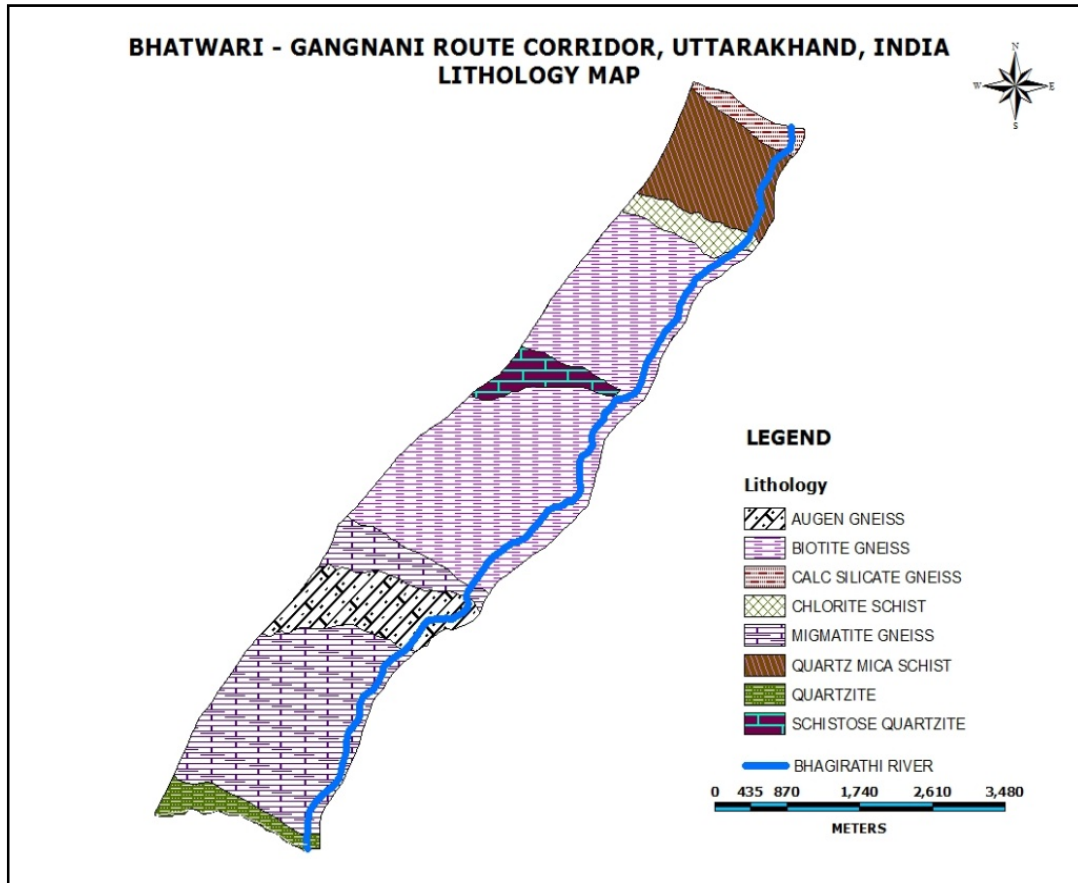 BHATWARI - GANGNANI ROUTE CORRIDOR, UTTARAKHAND, INDIA
LITHOLOGY MAP
N
W E
S
LEGEND
Lithology
AUGEN GNEISS
BIOTITE GNEISS
CALC SILICATE GNEISS
CHLORITE SCHIST
MIGMATITE GNEISS
QUARTZ MICA SCHIST
QUARTZITE
SCHISTOSE QUARTZITE
BHAGIRATHI RIVER
0 435 870 1,740 2,610 3,480
METERS